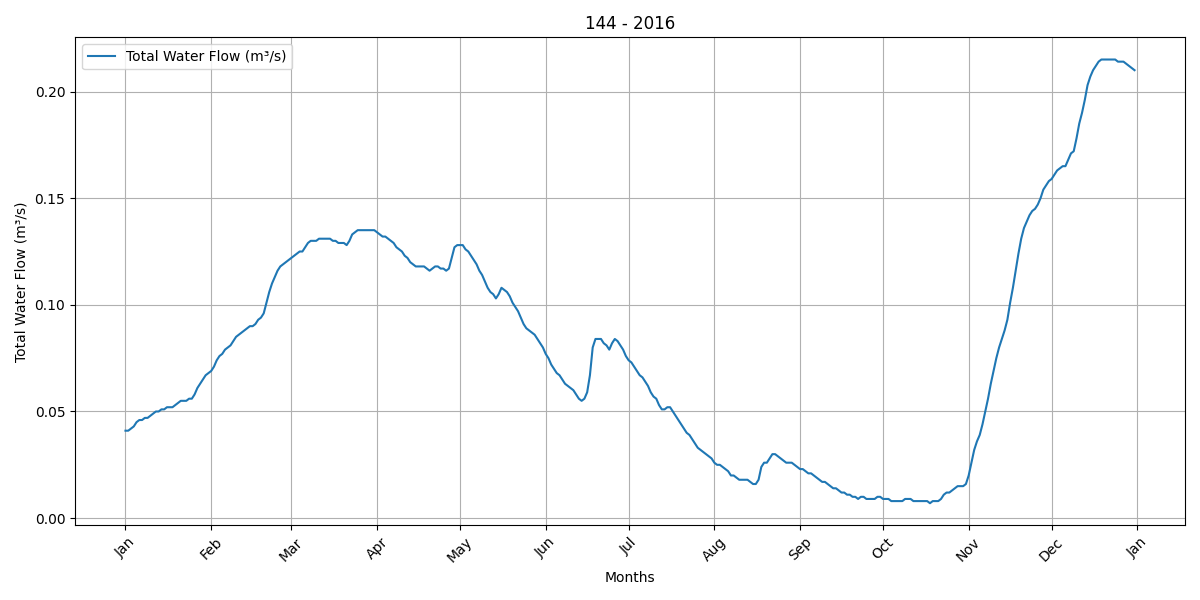 144 - 2016
Total Water Flow (m³/s)
Total Water Flow (m³/s)
0.20
0.15
0.10
0.05
0.00
Jan Feb Mar Apr May Jun Jul Aug Sep Oct Nov Dec Jan
Months